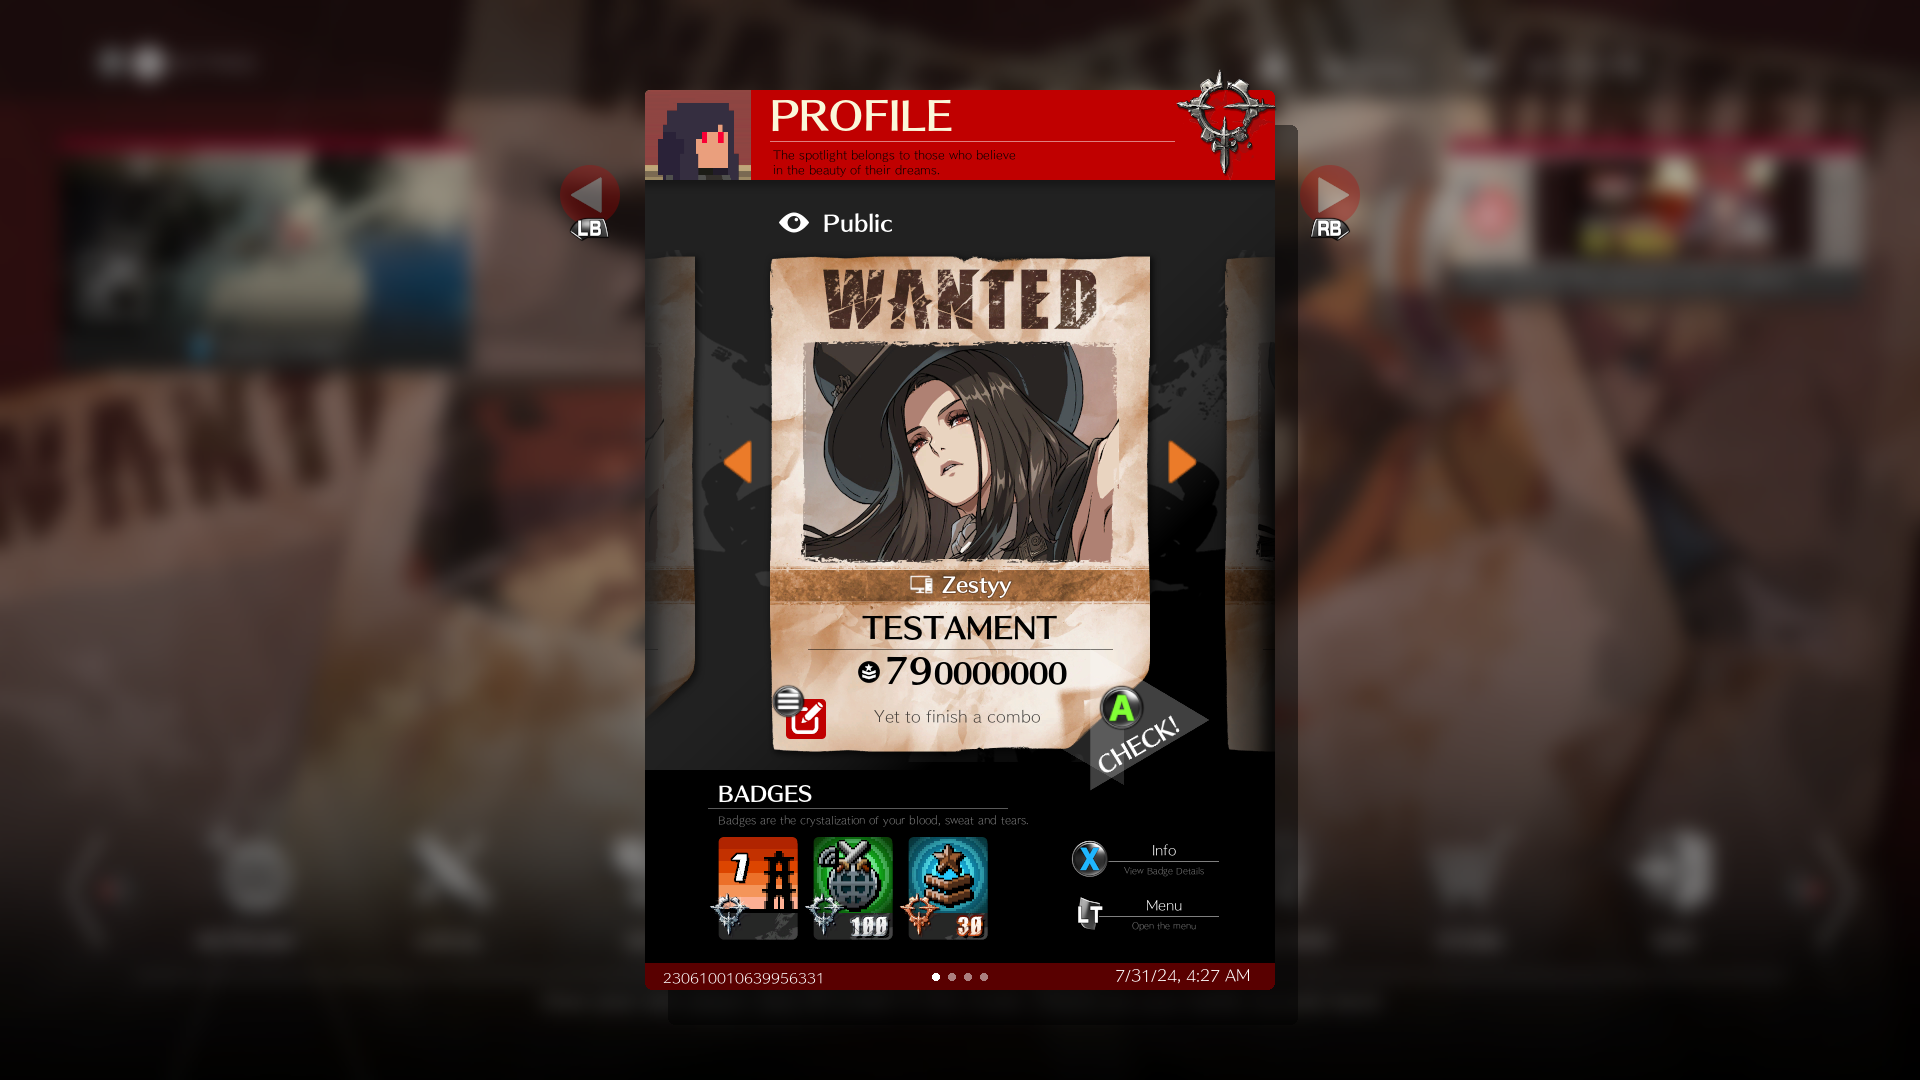 PROFILE
The spotlight belongs to those who believe
in the beauty of their dreams.
LB
RB
Public
WANTED
Zestyy
TESTAMENT
790000000
Yet to finish a combo
A
CHECK!
BADGES
Badges are the crystalization of your blood, sweat and tears.
1
100
30
X
Info
View Badge Details
LT
Menu
Open the menu
230610010639956331
7/31/24, 4:27 AM